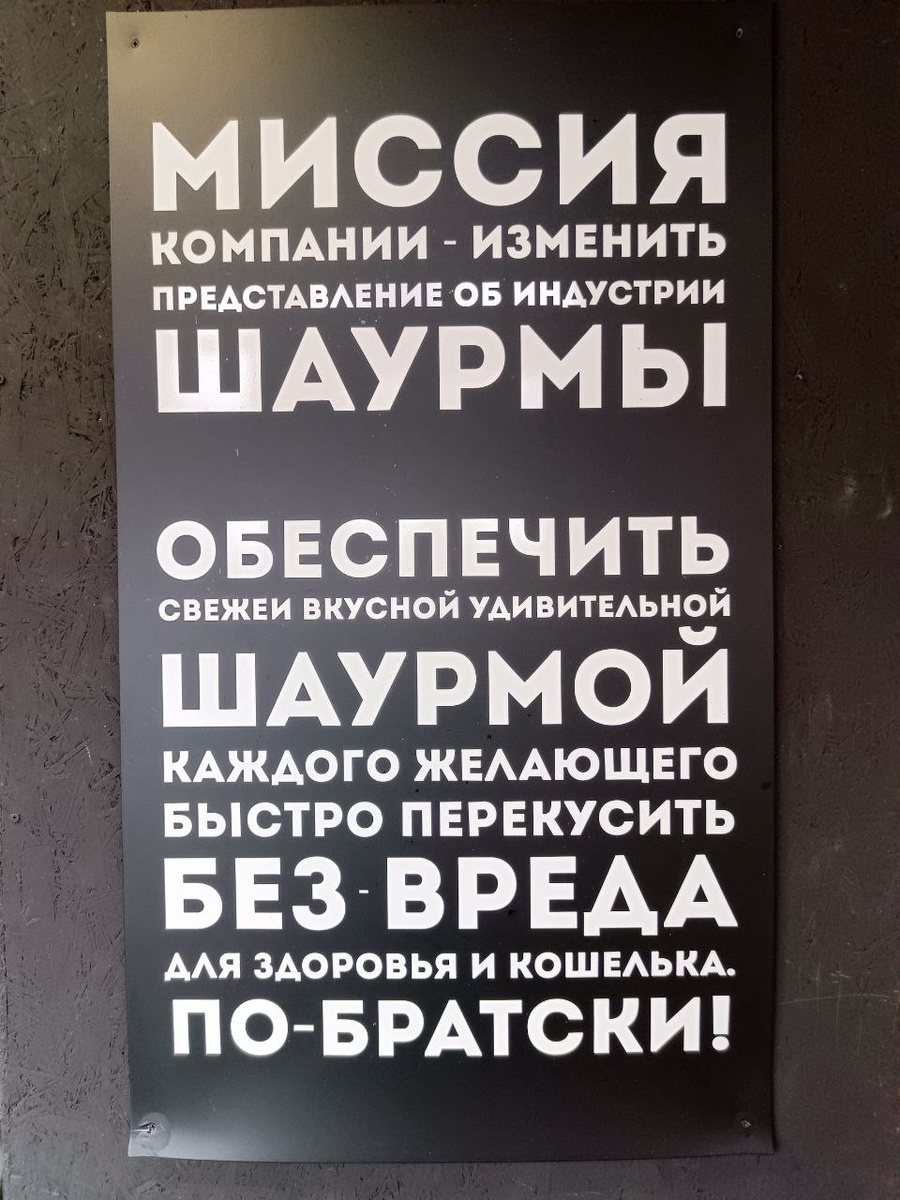 МИССИЯ
КОМПАНИИ - ИЗМЕНИТЬ
ПРЕДСТАВЛЕНИЕ ОБ ИНДУСТРИИ
ШАУРМЫ
ОБЕСПЕЧИТЬ
СВЕЖЕИ ВКУСНОЙ УДИВИТЕЛЬНОЙ
ШАУРМОЙ
КАЖДОГО ЖЕЛАЮЩЕГО
БЫСТРО ПЕРЕКУСИТЬ
БЕЗ - ВРЕДА
ДЛЯ ЗДОРОВЬЯ И КОШЕЛЬКА.
ПО-БРАТСКИ!